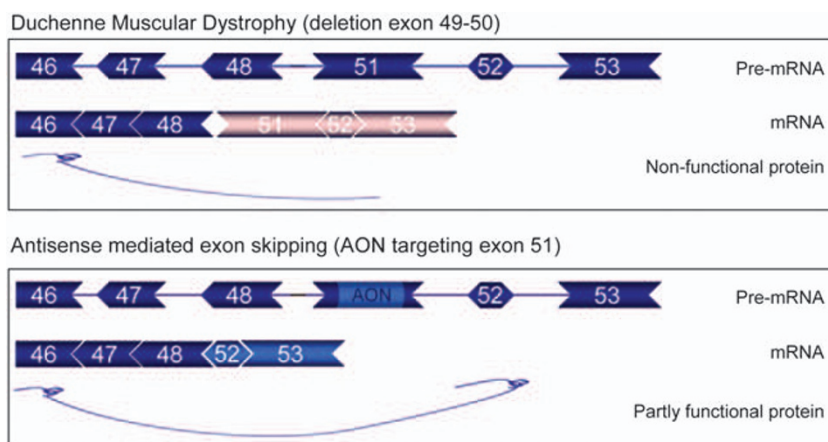 Duchenne Muscular Dystrophy (deletion exon 49-50)
46 47 48 51 52 53 Pre-mRNA
46 47 48 51 52 53 mRNA
Non-functional protein
Antisense mediated exon skipping (AON targeting exon 51)
46 47 48 AON 52 53 Pre-mRNA
46 47 48 52 53 mRNA
Partly functional protein